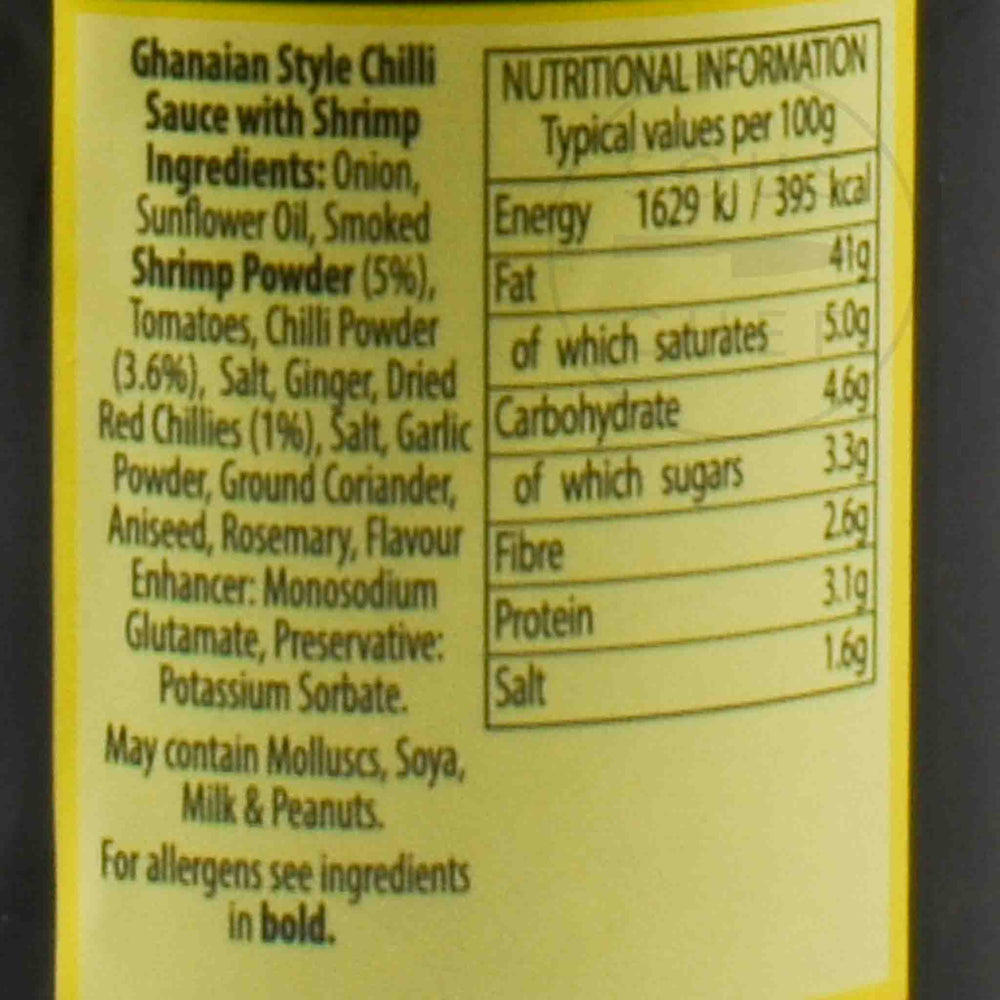 Ghanaian Style Chilli
Sauce with Shrimp
Ingredients: Onion,
Sunflower Oil, Smoked
Shrimp Powder (5%),
Tomatoes, Chilli Powder
(3.6%), Salt, Ginger, Dried
Red Chillies (1%), Salt, Garlic
Powder, Ground Coriander,
Aniseed, Rosemary, Flavour
Enhancer: Monosodium
Glutamate, Preservative:
Potassium Sorbate.
May contain Molluscs, Soya,
Milk & Peanuts.
For allergens see ingredients
in bold.
NUTRITIONAL INFORMATION
Typical values per 100g
Energy 1629 kJ / 395 kcal
Fat 41g
of which saturates 5.0g
Carbohydrate 4.6g
of which sugars 3.3g
Fibre 2.6g
Protein 3.1g
Salt 1.6g